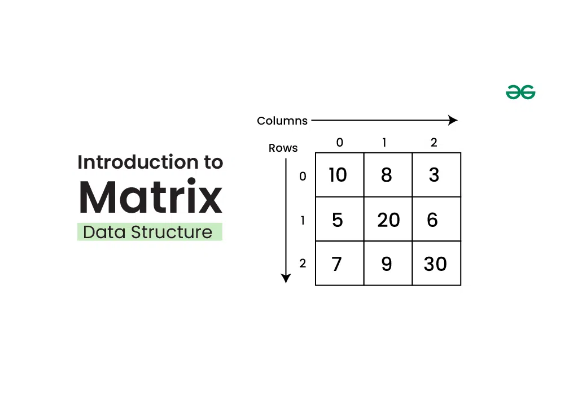 Introduction to
Matrix
Data Structure
Columns
Rows
0 1 2
0 10 8 3
1 5 20 6
2 7 9 30